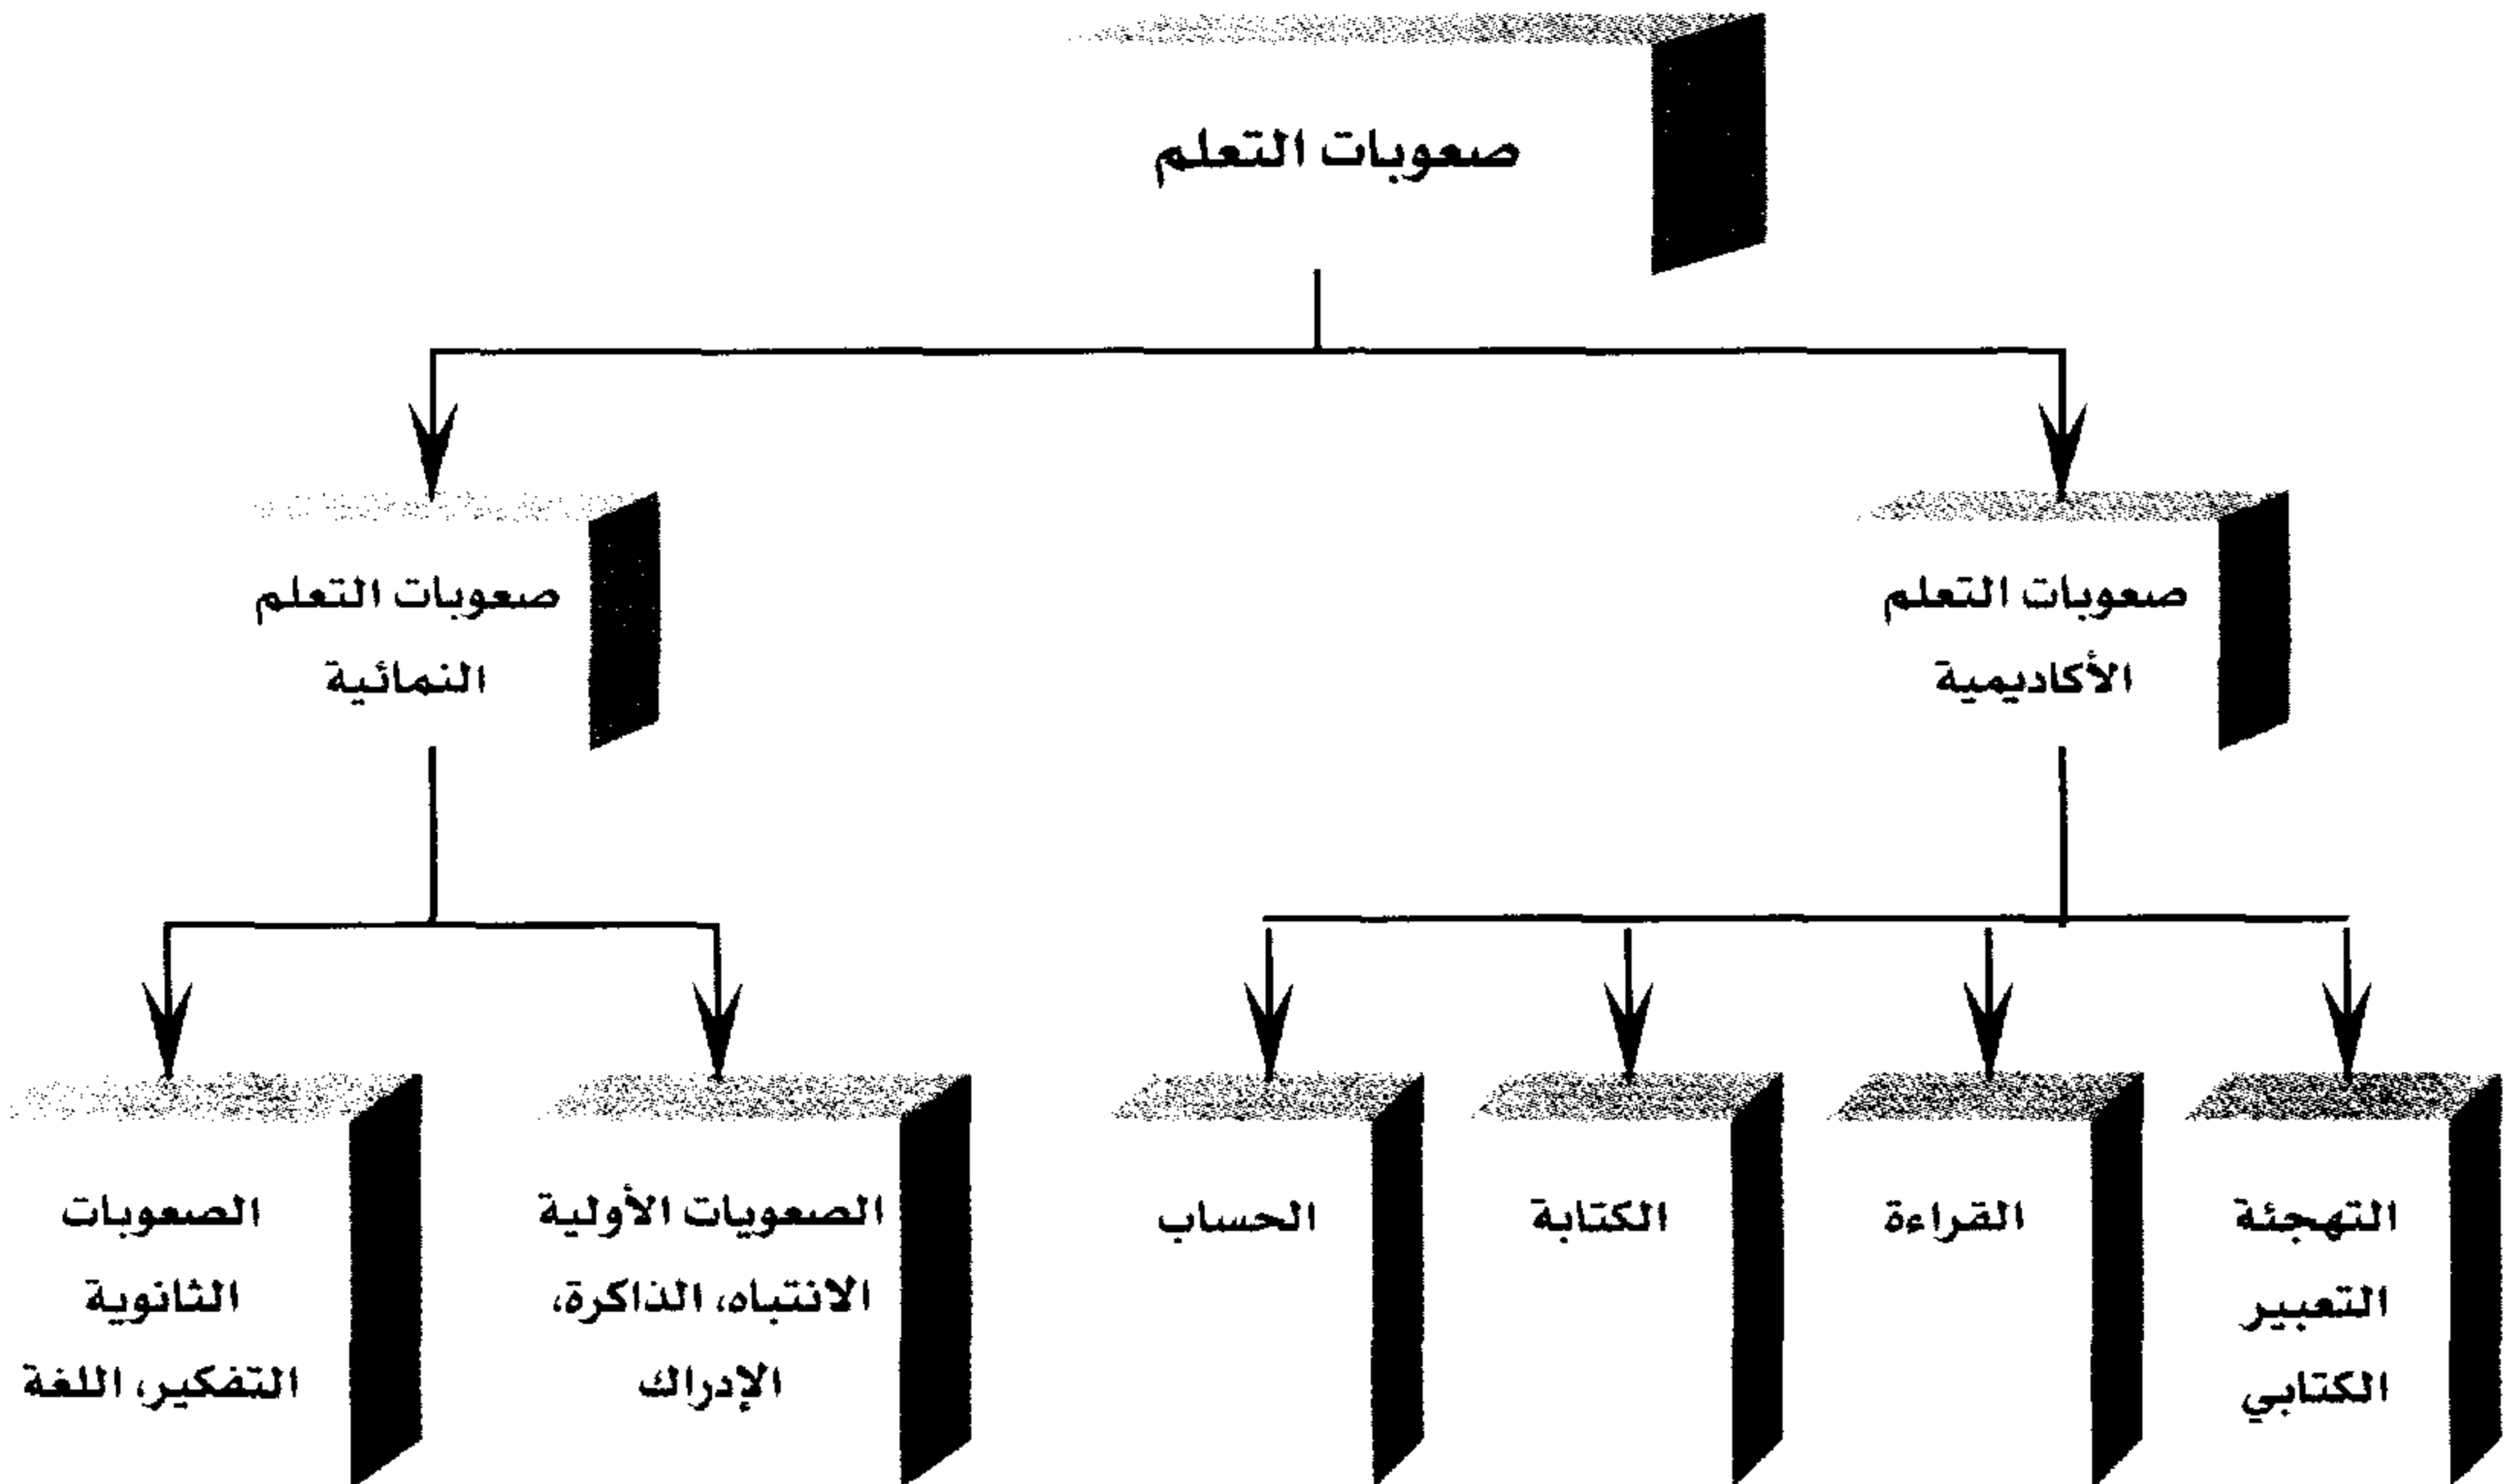 صعوبات التعلم
صعوبات التعلم
الأكاديمية
صعوبات التعلم
النمائية
التهجئة
التعبير
الكتابي
القراءة
الكتابة
الحساب
الصعوبات الأولية
الانتباه، الذاكرة،
الإدراك
الصعوبات
الثانوية
التفكير، اللغة